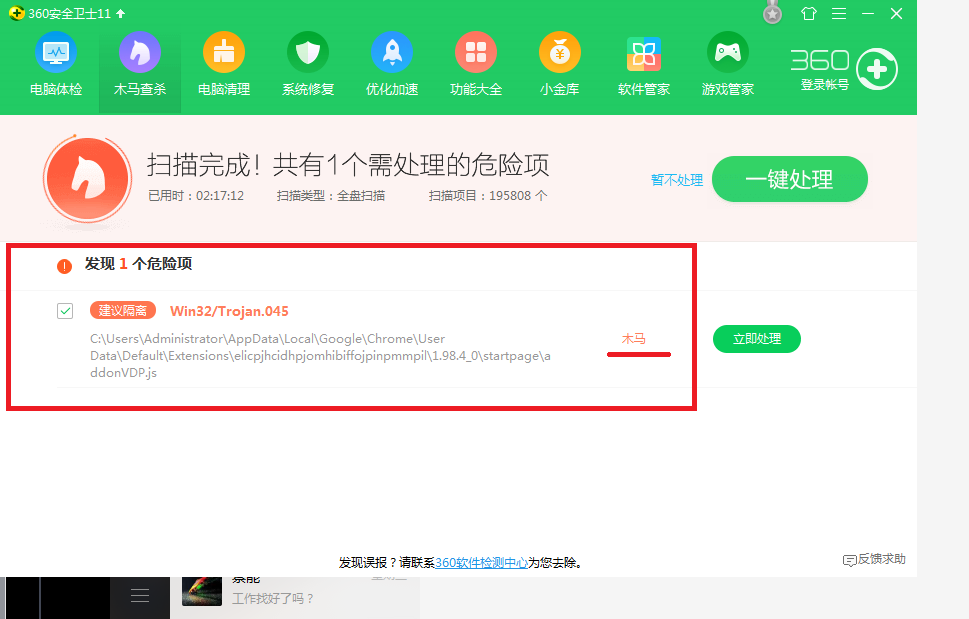 360安全卫士11
电脑体检 木马查杀 电脑清理 系统修复 优化加速 功能大全 小金库 软件管家 游戏管家
360
登录帐号
扫描完成！共有1个需处理的危险项
已用时：02:17:12 扫描类型：全盘扫描 扫描项目：195808 个
暂不处理
一键处理
发现 1 个危险项
建议隔离 Win32/Trojan.045
C:\Users\Administrator\AppData\Local\Google\Chrome\User
Data\Default\Extensions\elicpjhcidhpjomhibiffojpinpmmpil\1.98.4_0\startpage\a
ddonVDP.js
木马
立即处理
发现误报？请联系360软件检测中心为您去除。
反馈求助
工作找好了吗？